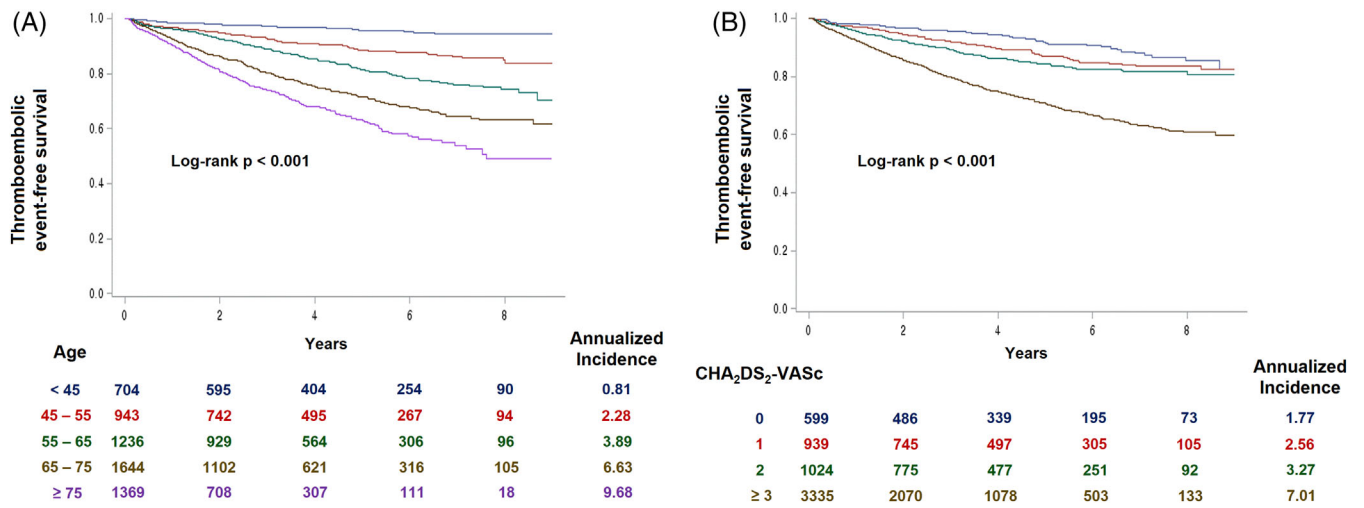 (A)
1.0
0.8
0.6
0.4
0.2
0.0
Thromboembolic
event-free survival
Log-rank p < 0.001
0 2 4 6 8
Years
Age
Annualized
Incidence
< 45 704 595 404 254 90 0.81
45 – 55 943 742 495 267 94 2.28
55 – 65 1236 929 564 306 96 3.89
65 – 75 1644 1102 621 316 105 6.63
≥ 75 1369 708 307 111 18 9.68
(B)
1.0
0.8
0.6
0.4
0.2
0.0
Thromboembolic
event-free survival
Log-rank p < 0.001
0 2 4 6 8
Years
CHA₂DS₂-VASc
Annualized
Incidence
0 599 486 339 195 73 1.77
1 939 745 497 305 105 2.56
2 1024 775 477 251 92 3.27
≥ 3 3335 2070 1078 503 133 7.01